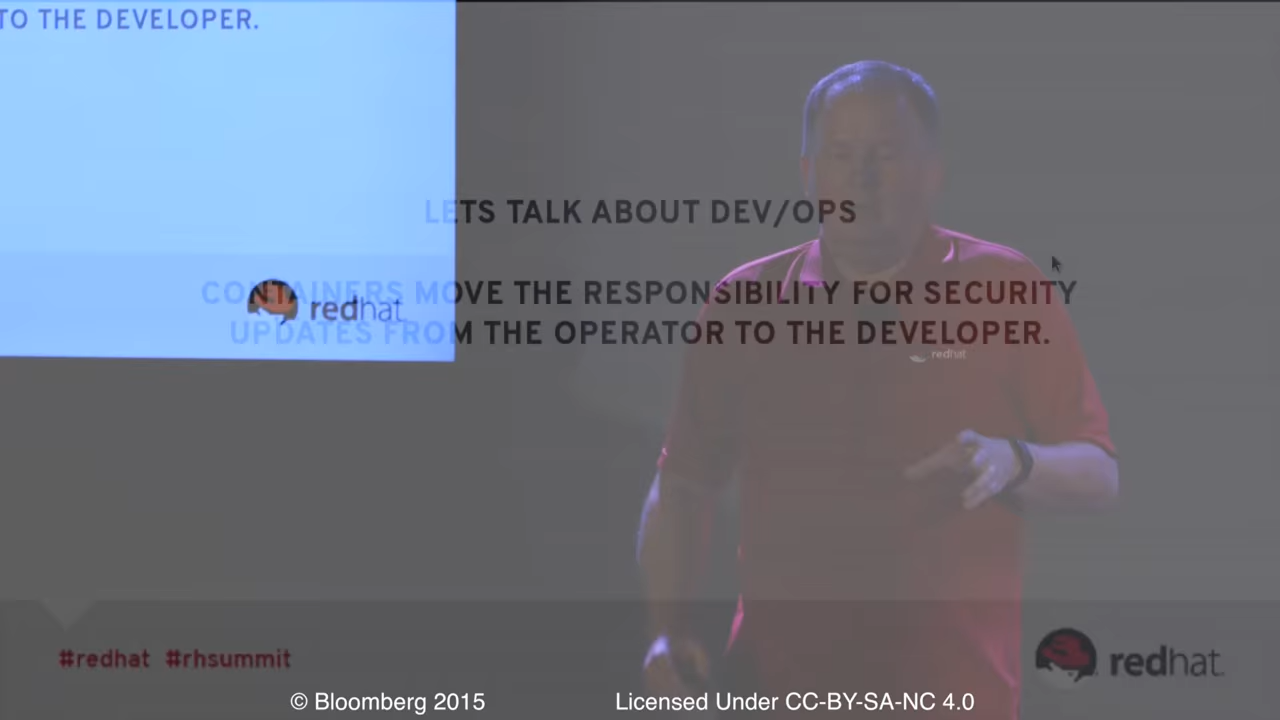 TO THE DEVELOPER.
LETS TALK ABOUT DEV/OPS
CONTAINERS MOVE THE RESPONSIBILITY FOR SECURITY
UPDATES FROM THE OPERATOR TO THE DEVELOPER.
redhat.
redhat
#redhat #rhsummit
redhat.
© Bloomberg 2015
Licensed Under CC-BY-SA-NC 4.0